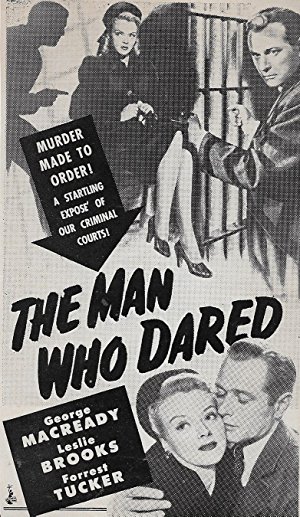 MURDER
MADE TO
ORDER!
A STARTLING
EXPOSE' OF
OUR CRIMINAL
COURTS!
THE MAN
WHO DARED
George
MACREADY
Leslie
BROOKS
Forrest
TUCKER